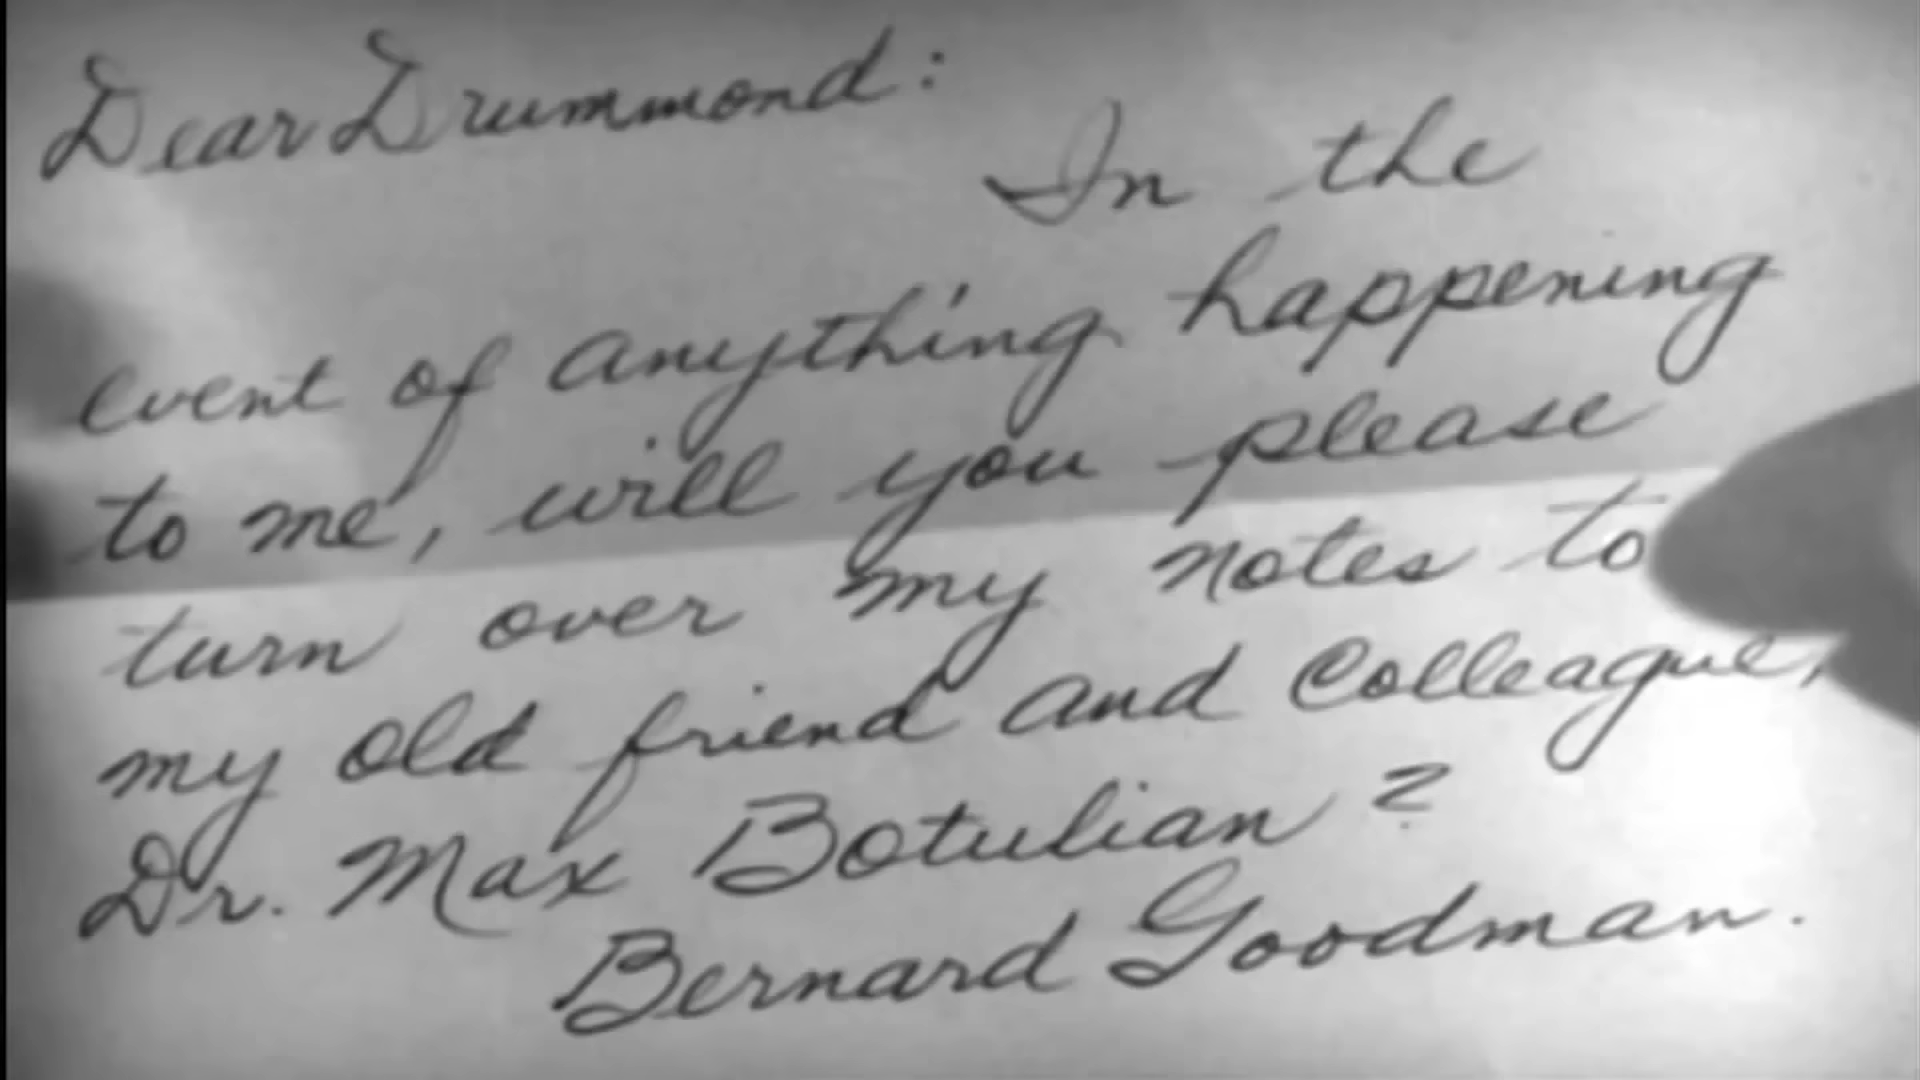 Dear Drummond:
In the
event of anything happening
to me, will you please
turn over my notes to
my old friend and Colleague,
Dr. Max Botulian?
Bernard Goodman.